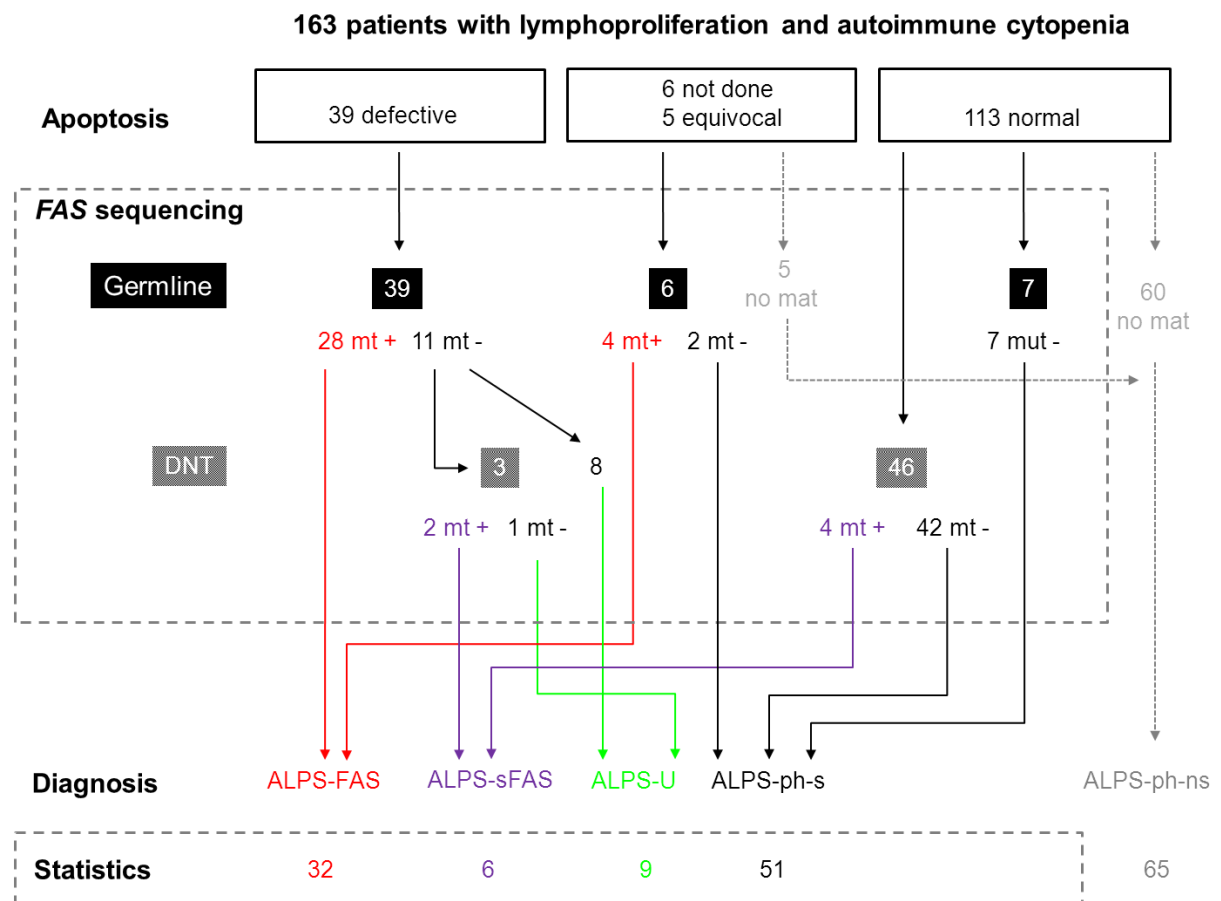 163 patients with lymphoproliferation and autoimmune cytopenia
Apoptosis
39 defective
6 not done
5 equivocal
113 normal
FAS sequencing
Germline
39
6
5
no mat
7
60
no mat
28 mt +
11 mt -
4 mt+
2 mt -
7 mut -
DNT
3
8
46
2 mt +
1 mt -
4 mt +
42 mt -
Diagnosis
ALPS-FAS
ALPS-sFAS
ALPS-U
ALPS-ph-s
ALPS-ph-ns
Statistics
32
6
9
51
65